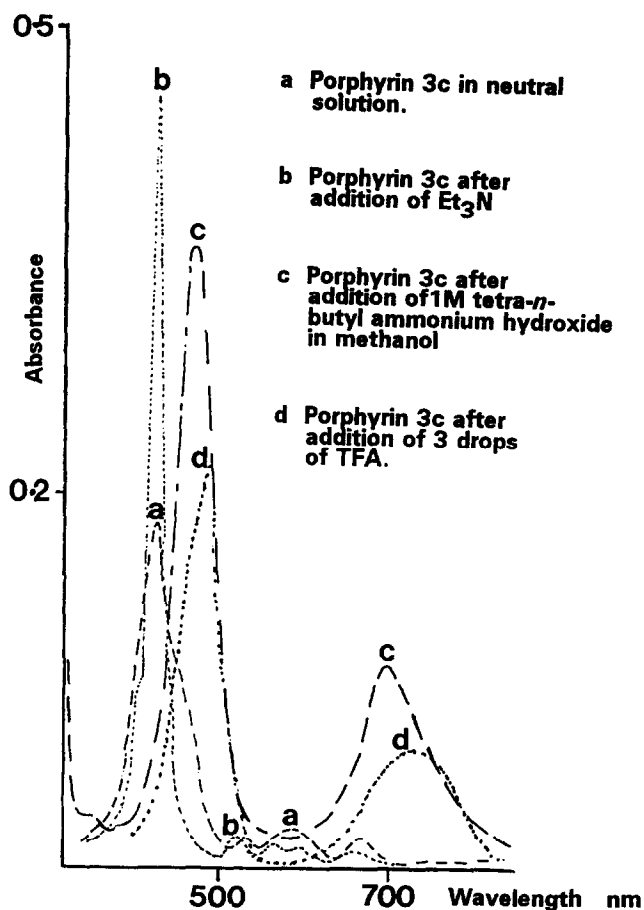 0·5
b
a Porphyrin 3c in neutral
solution.
b Porphyrin 3c after
addition of Et3N
c
c Porphyrin 3c after
addition of 1M tetra-n-
butyl ammonium hydroxide
in methanol
Absorbance
d Porphyrin 3c after
addition of 3 drops
of TFA.
d
0·2
a
c
d
b
a
500
700
Wavelength nm